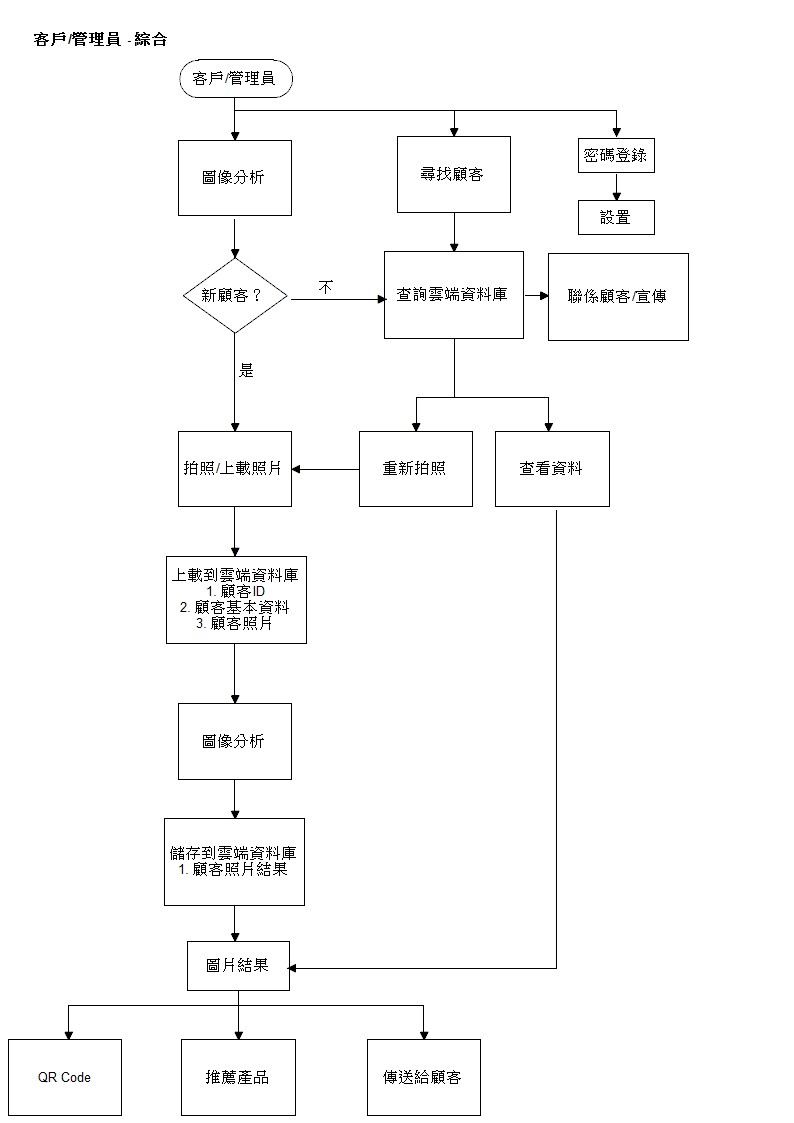 客戶/管理員 - 綜合
客戶/管理員
圖像分析
尋找顧客
密碼登錄
設置
新顧客？
不
查詢雲端資料庫
聯係顧客/宣傳
是
拍照/上載照片
重新拍照
查看資料
上載到雲端資料庫
1. 顧客ID
2. 顧客基本資料
3. 顧客照片
圖像分析
儲存到雲端資料庫
1. 顧客照片結果
圖片結果
QR Code
推薦產品
傳送給顧客